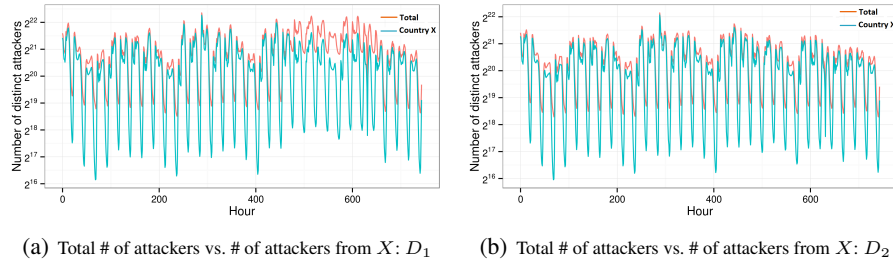 Number of distinct attackers
2^22
2^21
2^20
2^19
2^18
2^17
2^16
0
200
400
600
Hour
Total
Country X
(a) Total # of attackers vs. # of attackers from X: D_1
Number of distinct attackers
2^22
2^21
2^20
2^19
2^18
2^17
2^16
0
200
400
600
Hour
Total
Country X
(b) Total # of attackers vs. # of attackers from X: D_2